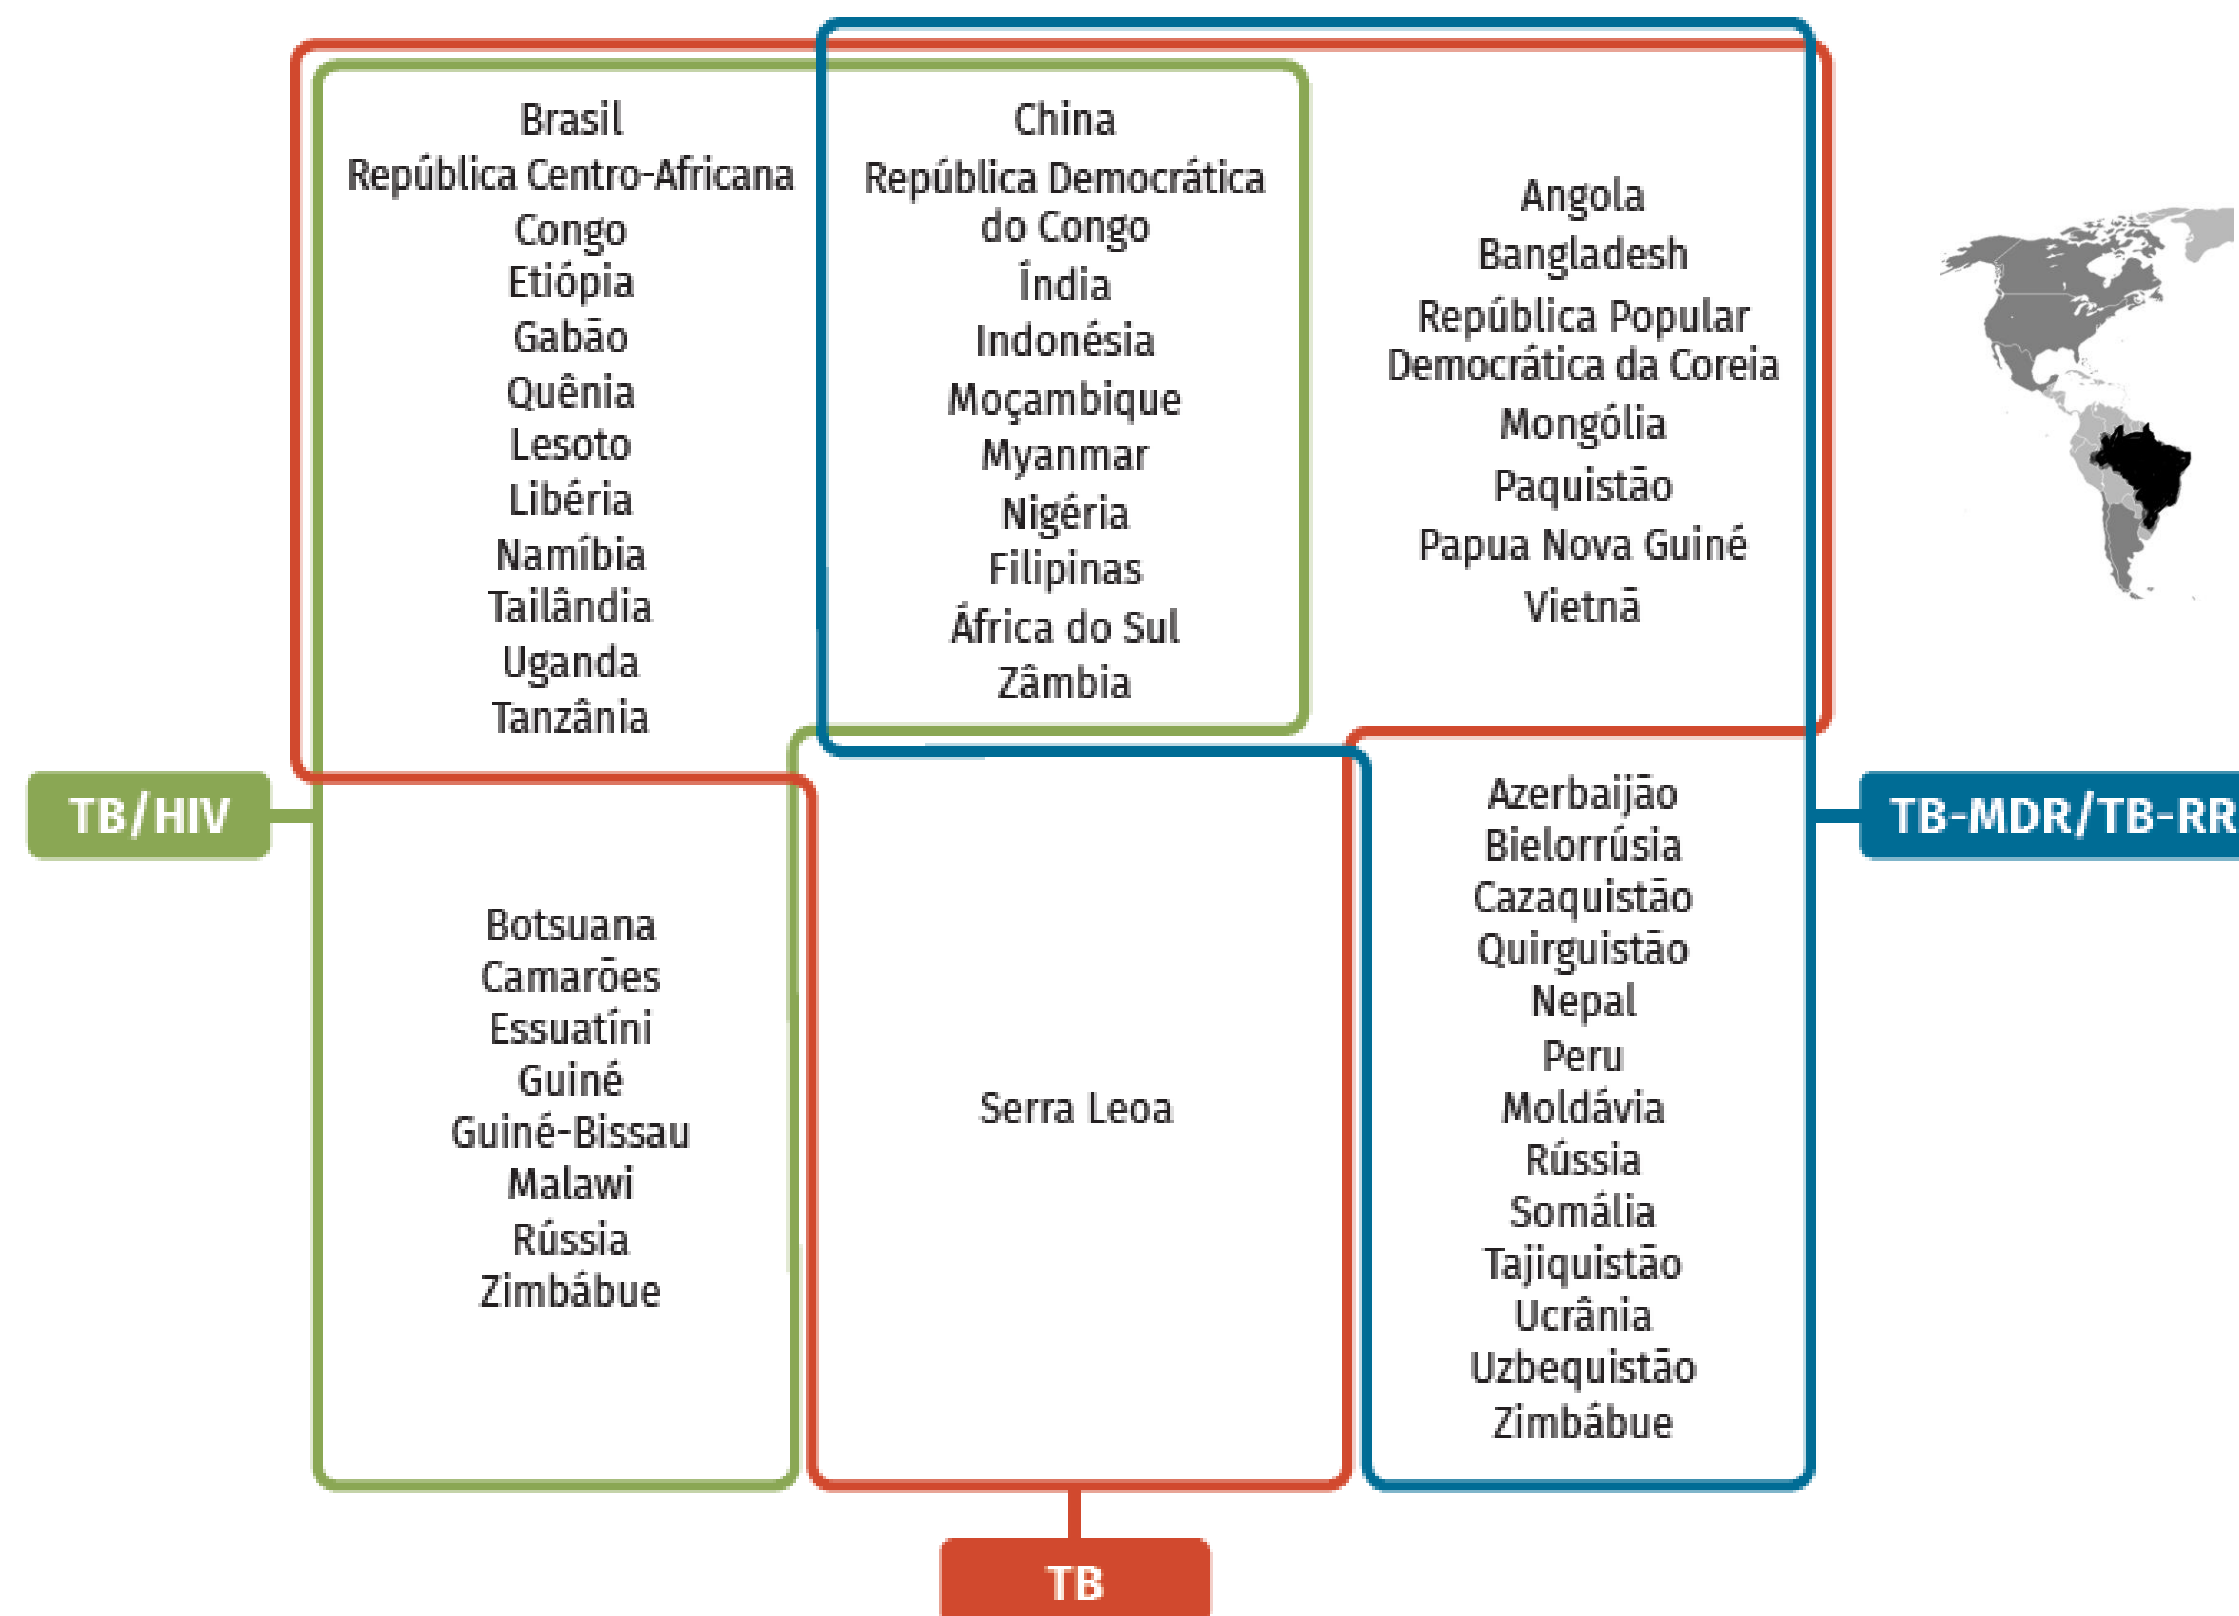 Brasil
República Centro-Africana
Congo
Etiópia
Gabão
Quênia
Lesoto
Libéria
Namíbia
Tailândia
Uganda
Tanzânia
China
República Democrática
do Congo
Índia
Indonésia
Moçambique
Myanmar
Nigéria
Filipinas
África do Sul
Zâmbia
Angola
Bangladesh
República Popular
Democrática da Coreia
Mongólia
Paquistão
Papua Nova Guiné
Vietnã
TB/HIV
TB-MDR/TB-RR
Botsuana
Camarões
Essuatíni
Guiné
Guiné-Bissau
Malawi
Rússia
Zimbábue
Serra Leoa
Azerbaijão
Bielorrúsia
Cazaquistão
Quirguistão
Nepal
Peru
Moldávia
Rússia
Somália
Tajiquistão
Ucrânia
Uzbequistão
Zimbábue
TB